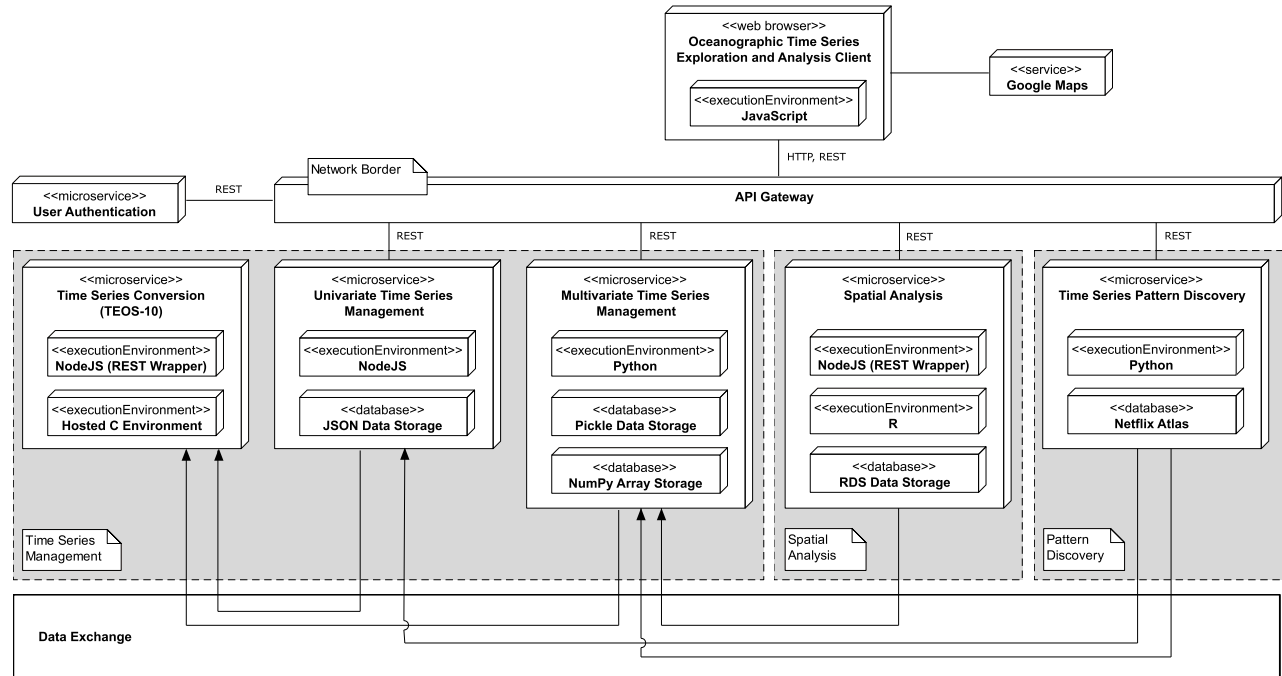 <<web browser>>
Oceanographic Time Series
Exploration and Analysis Client
<<executionEnvironment>>
JavaScript
<<service>>
Google Maps
HTTP, REST
Network Border
<<microservice>>
User Authentication
REST
API Gateway
REST
REST
REST
REST
<<microservice>>
Time Series Conversion
(TEOS-10)
<<executionEnvironment>>
NodeJS (REST Wrapper)
<<executionEnvironment>>
Hosted C Environment
<<microservice>>
Univariate Time Series
Management
<<executionEnvironment>>
NodeJS
<<database>>
JSON Data Storage
<<microservice>>
Multivariate Time Series
Management
<<executionEnvironment>>
Python
<<database>>
Pickle Data Storage
<<database>>
NumPy Array Storage
<<microservice>>
Spatial Analysis
<<executionEnvironment>>
NodeJS (REST Wrapper)
<<executionEnvironment>>
R
<<database>>
RDS Data Storage
<<microservice>>
Time Series Pattern Discovery
<<executionEnvironment>>
Python
<<database>>
Netflix Atlas
Time Series
Management
Spatial
Analysis
Pattern
Discovery
Data Exchange